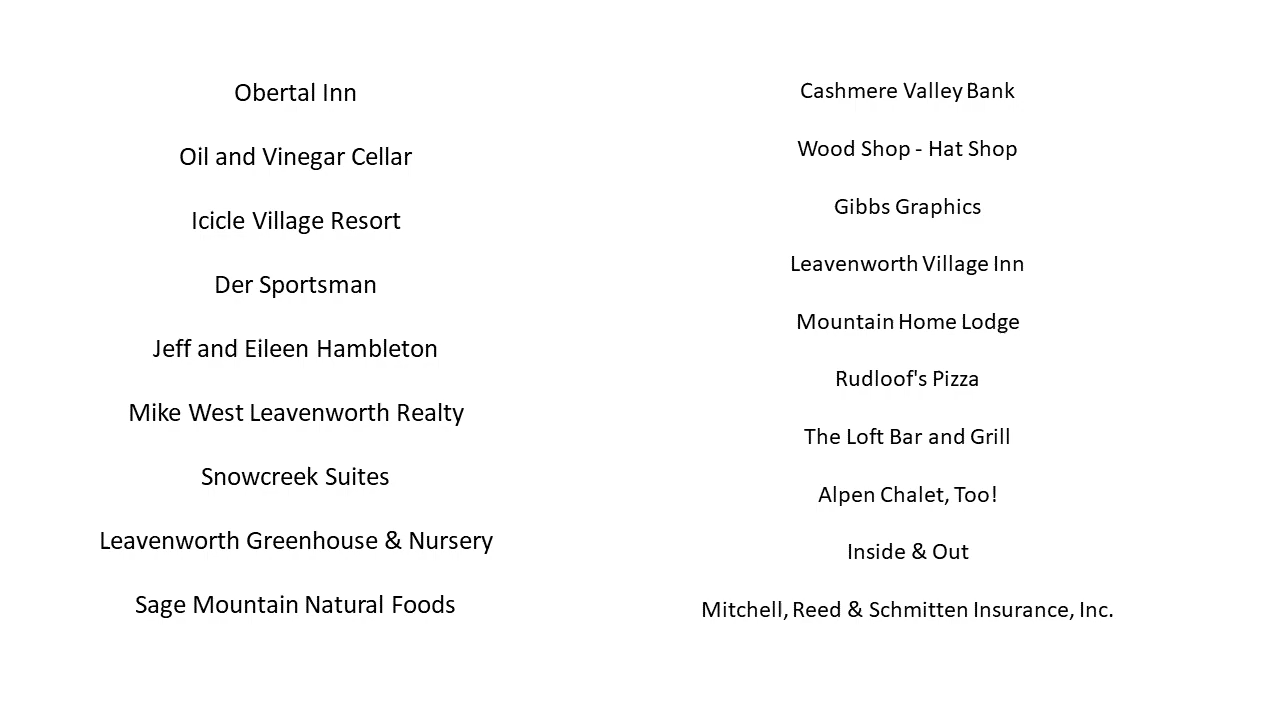 Obertal Inn
Oil and Vinegar Cellar
Icicle Village Resort
Der Sportsman
Jeff and Eileen Hambleton
Mike West Leavenworth Realty
Snowcreek Suites
Leavenworth Greenhouse & Nursery
Sage Mountain Natural Foods
Cashmere Valley Bank
Wood Shop - Hat Shop
Gibbs Graphics
Leavenworth Village Inn
Mountain Home Lodge
Rudloof's Pizza
The Loft Bar and Grill
Alpen Chalet, Too!
Inside & Out
Mitchell, Reed & Schmitten Insurance, Inc.